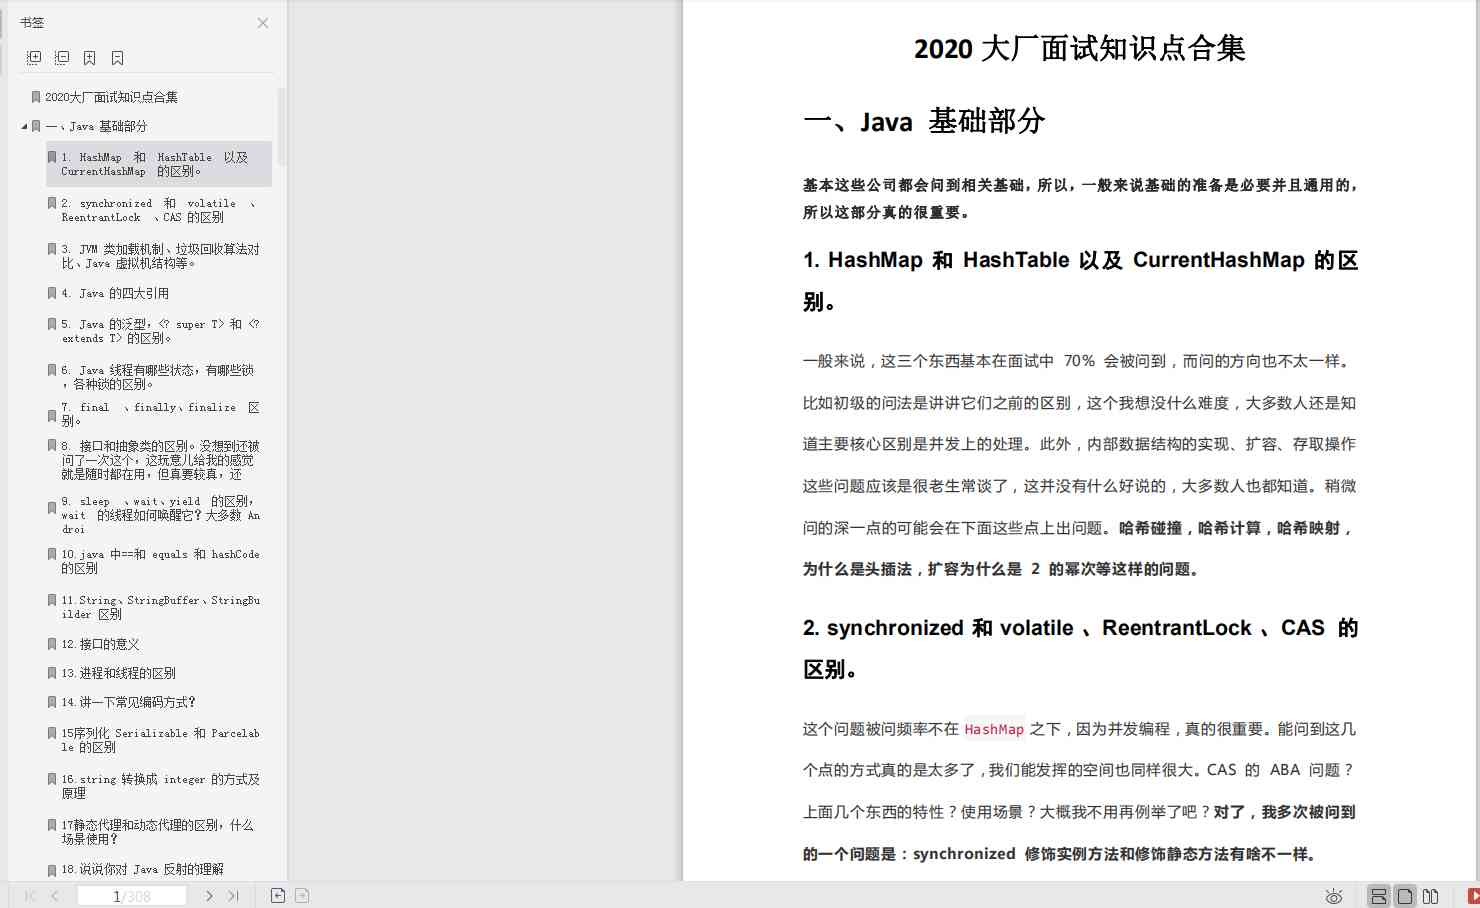 书签
2020大厂面试知识点合集
一、Java 基础部分
1. HashMap 和 HashTable 以及
CurrentHashMap 的区别。
2. synchronized 和 volatile 、
ReentrantLock 、CAS 的区别
3. JVM 类加载机制、垃圾回收算法对
比、Java 虚拟机结构等。
4. Java 的四大引用
5. Java 的泛型，<? super T> 和 <?
extends T> 的区别。
6. Java 线程有哪些状态，有哪些锁
，各种锁的区别。
7. final 、finally、finalize 区
别。
8. 接口和抽象类的区别。没想到还被
问了一次这个，这玩意儿给我的感觉
就是随时都在用，但真要较真，还
9. sleep 、wait、yield 的区别，
wait 的线程如何唤醒它？大多数 An
droi
10.java 中==和 equals 和 hashCode
的区别
11.String、StringBuffer、StringBu
ilder 区别
12.接口的意义
13.进程和线程的区别
14.讲一下常见编码方式？
15序列化 Serializable 和 Parcelab
le 的区别
16.string 转换成 integer 的方式及
原理
17静态代理和动态代理的区别，什么
场景使用？
18.说说你对 Java 反射的理解
1/308
2020 大厂面试知识点合集
一、Java 基础部分
基本这些公司都会问到相关基础，所以，一般来说基础的准备是必要并且通用的，
所以这部分真的很重要。
1. HashMap 和 HashTable 以及 CurrentHashMap 的区
别。
一般来说，这三个东西基本在面试中 70% 会被问到，而问的方向也不太一样。
比如初级的问法是讲讲它们之前的区别，这个我想没什么难度，大多数人还是知
道主要核心区别是并发上的处理。此外，内部数据结构的实现、扩容、存取操作
这些问题应该是很老生常谈了，这并没有什么好说的，大多数人也都知道。稍微
问的深一点的可能会在下面这些点上出问题。哈希碰撞，哈希计算，哈希映射，
为什么是头插法，扩容为什么是 2 的幂次等这样的问题。
2. synchronized 和 volatile 、ReentrantLock 、CAS 的
区别。
这个问题被问频率不在 HashMap 之下，因为并发编程，真的很重要。能问到这几
个点的方式真的是太多了，我们能发挥的空间也同样很大。CAS 的 ABA 问题？
上面几个东西的特性？使用场景？大概我不用再例举了吧？对了，我多次被问到
的一个问题是：synchronized 修饰实例方法和修饰静态方法有啥不一样。